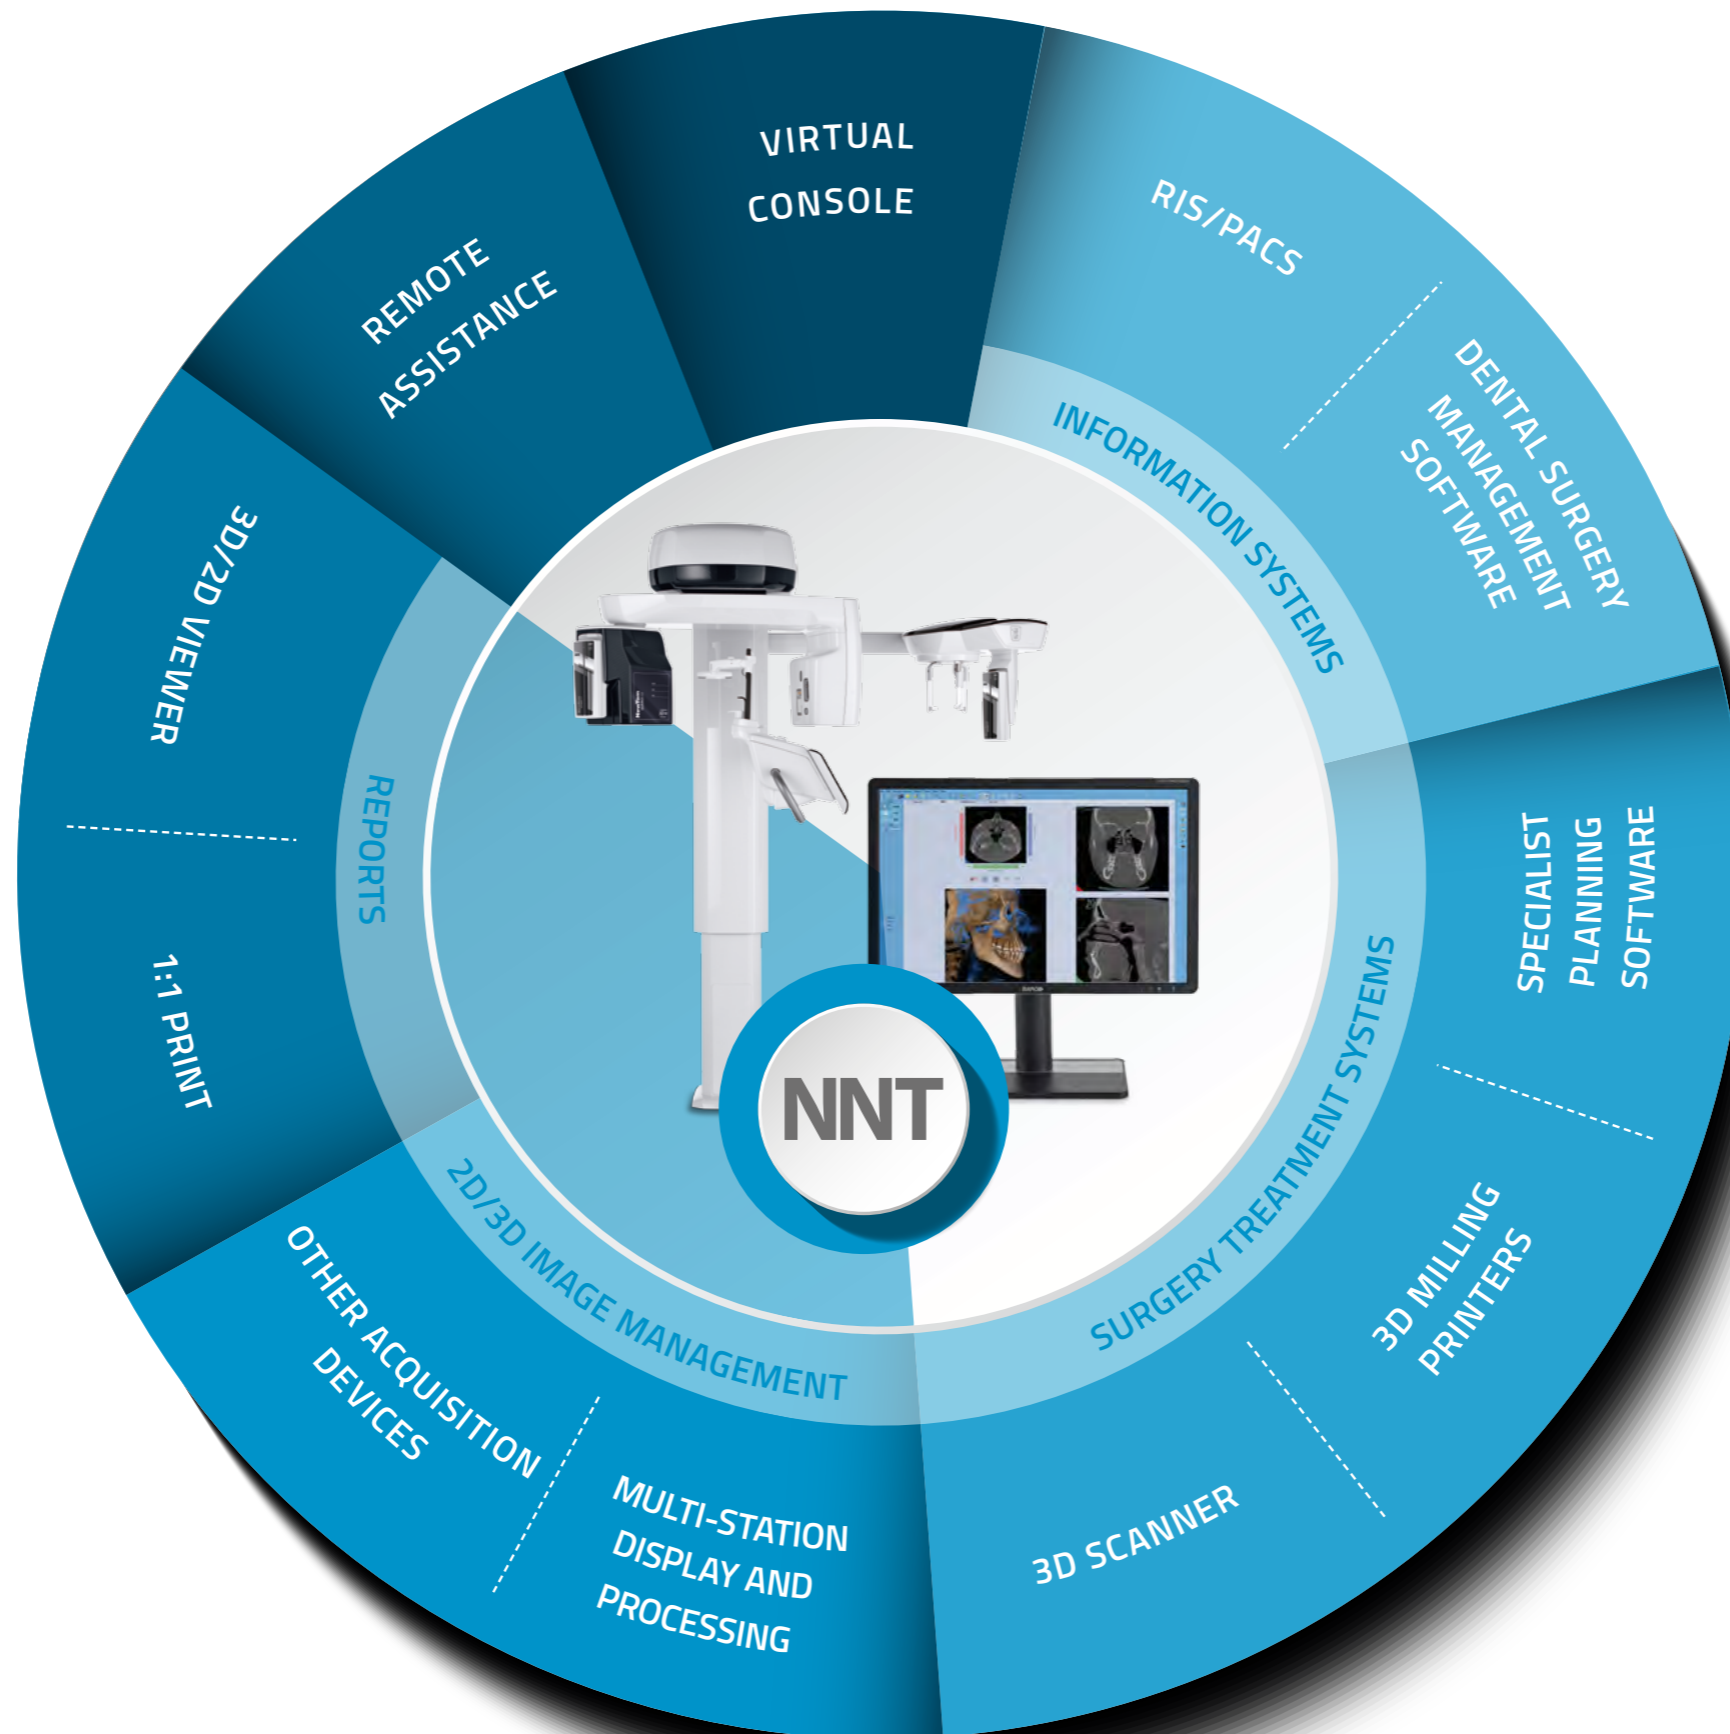 VIRTUAL
CONSOLE
RIS/PACS
DENTAL SURGERY
MANAGEMENT
SOFTWARE
INFORMATION SYSTEMS
SPECIALIST
PLANNING
SOFTWARE
3D MILLING
PRINTERS
3D SCANNER
SURGERY TREATMENT SYSTEMS
MULTI-STATION
DISPLAY AND
PROCESSING
OTHER ACQUISITION
DEVICES
2D/3D IMAGE MANAGEMENT
1:1 PRINT
3D/2D VIEWER
REPORTS
REMOTE
ASSISTANCE
NNT